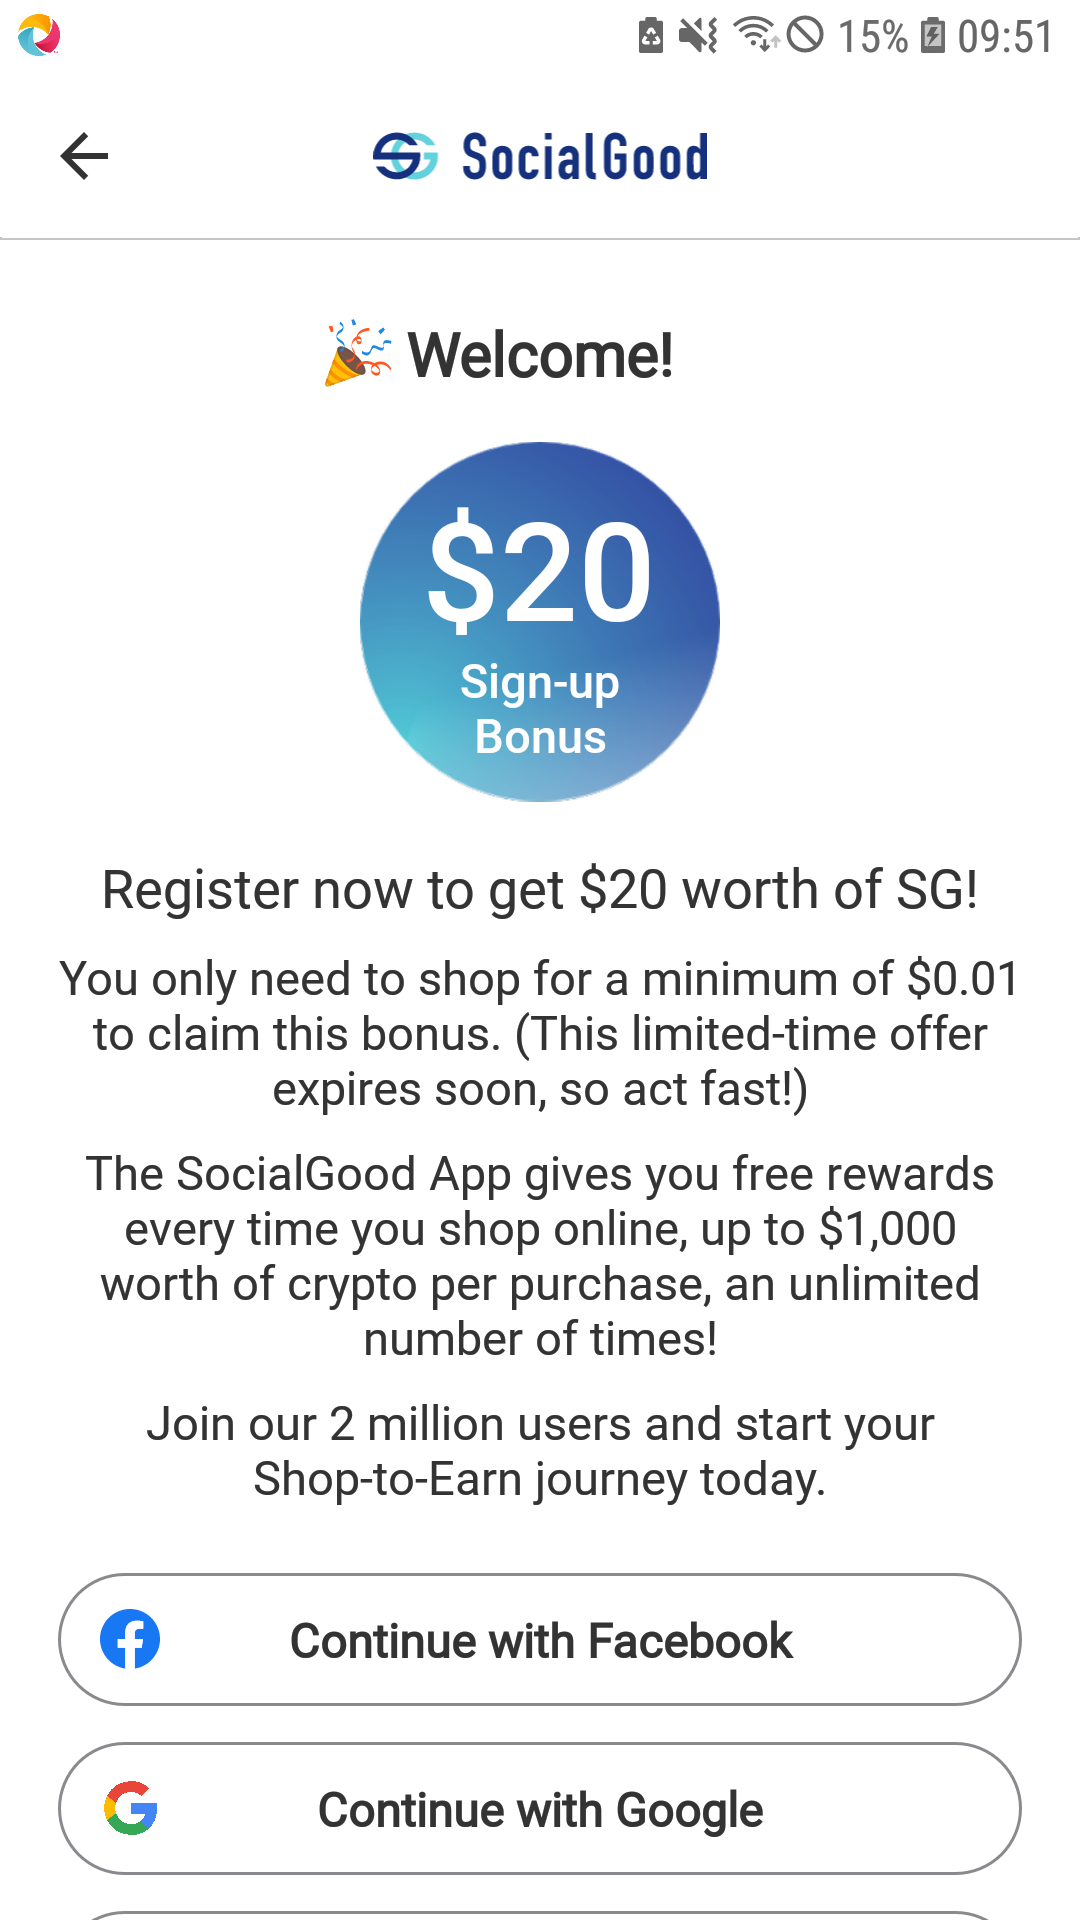 15% 09:51
SocialGood
Welcome!
$20
Sign-up
Bonus
Register now to get $20 worth of SG!
You only need to shop for a minimum of $0.01
to claim this bonus. (This limited-time offer
expires soon, so act fast!)
The SocialGood App gives you free rewards
every time you shop online, up to $1,000
worth of crypto per purchase, an unlimited
number of times!
Join our 2 million users and start your
Shop-to-Earn journey today.
Continue with Facebook
Continue with Google